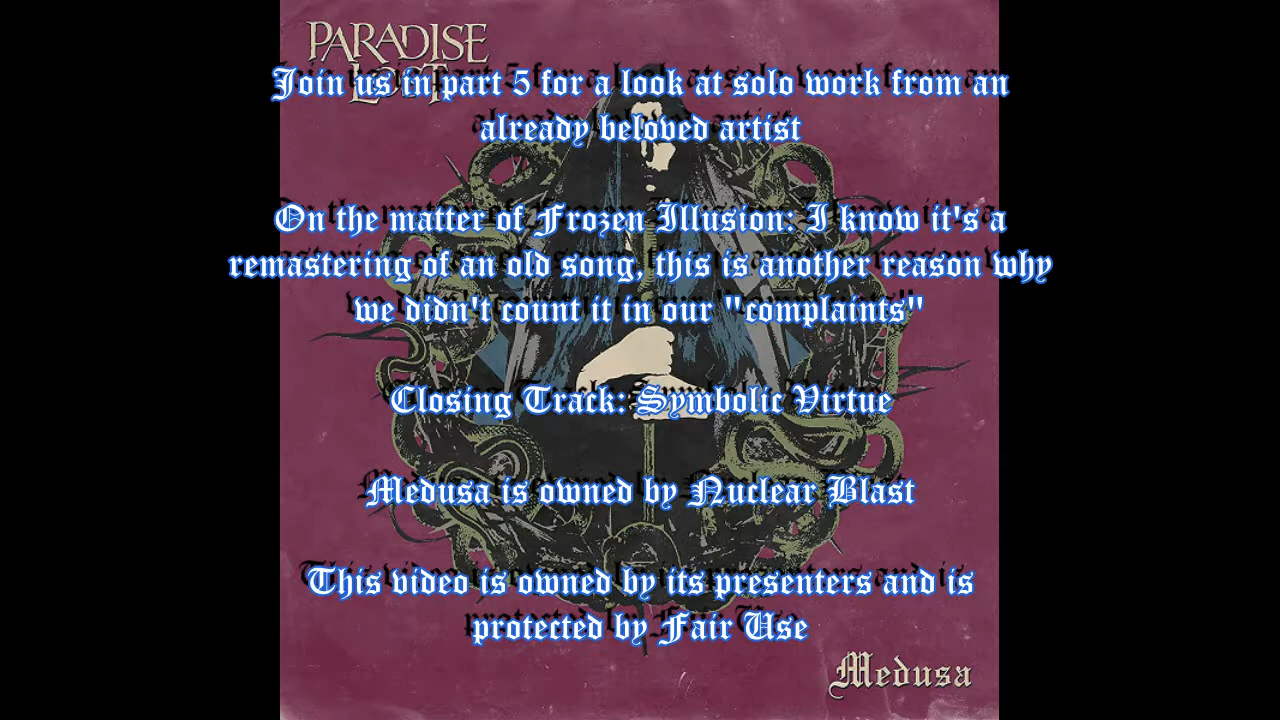 PARADISE
LOST
Join us in part 5 for a look at solo work from an
already beloved artist
On the matter of Frozen Illusion: I know it's a
remastering of an old song, this is another reason why
we didn't count it in our "complaints"
Closing Track: Symbolic Virtue
Medusa is owned by Nuclear Blast
This video is owned by its presenters and is
protected by Fair Use
Medusa